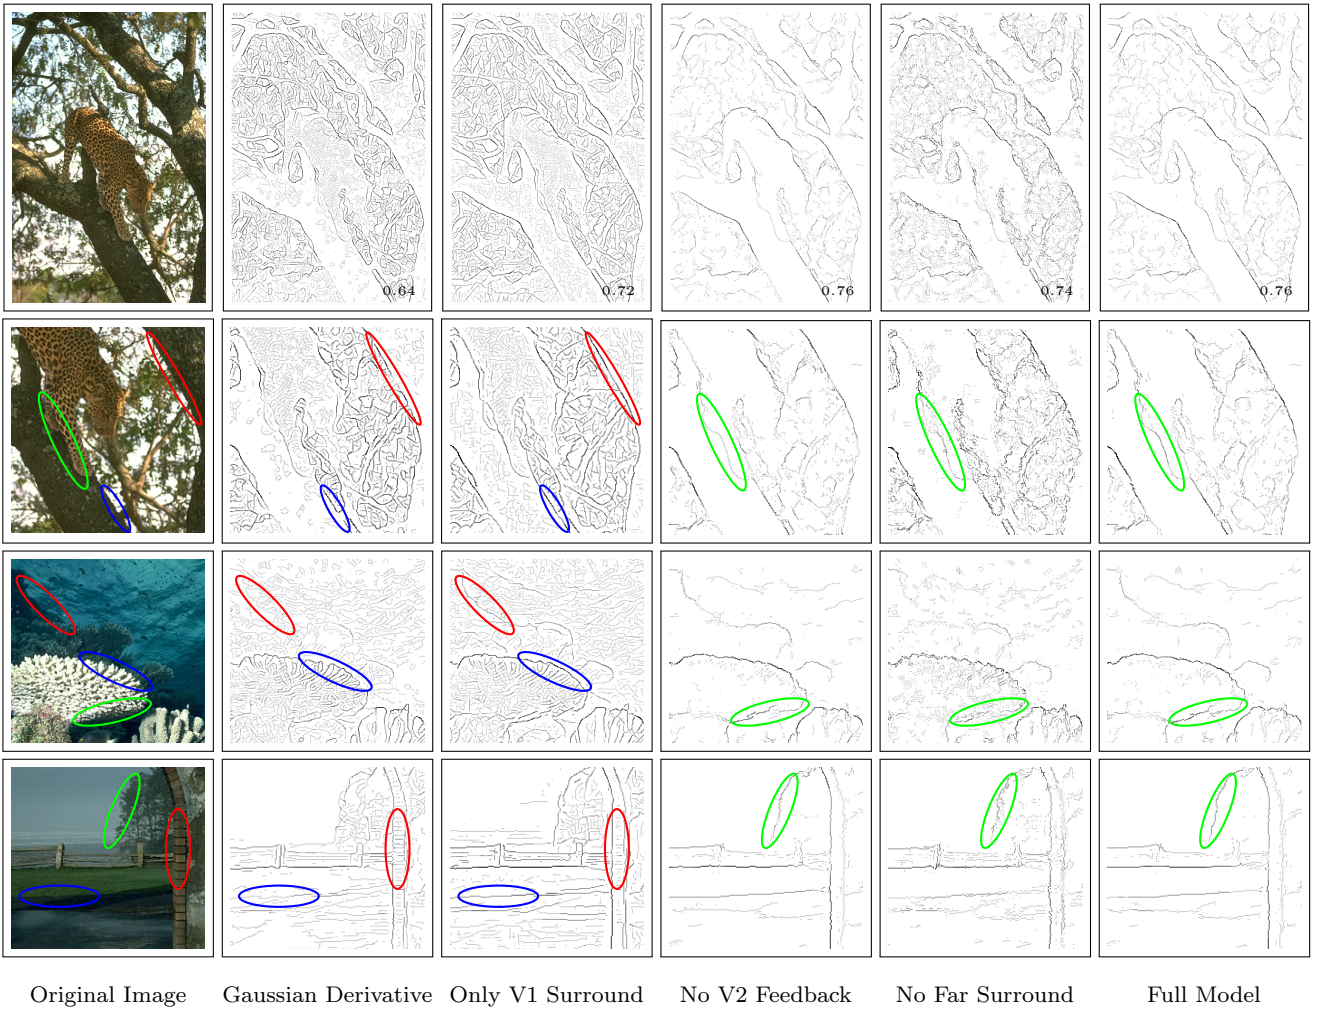 0.64 0.72 0.76 0.74 0.76
Original Image Gaussian Derivative Only V1 Surround No V2 Feedback No Far Surround Full Model